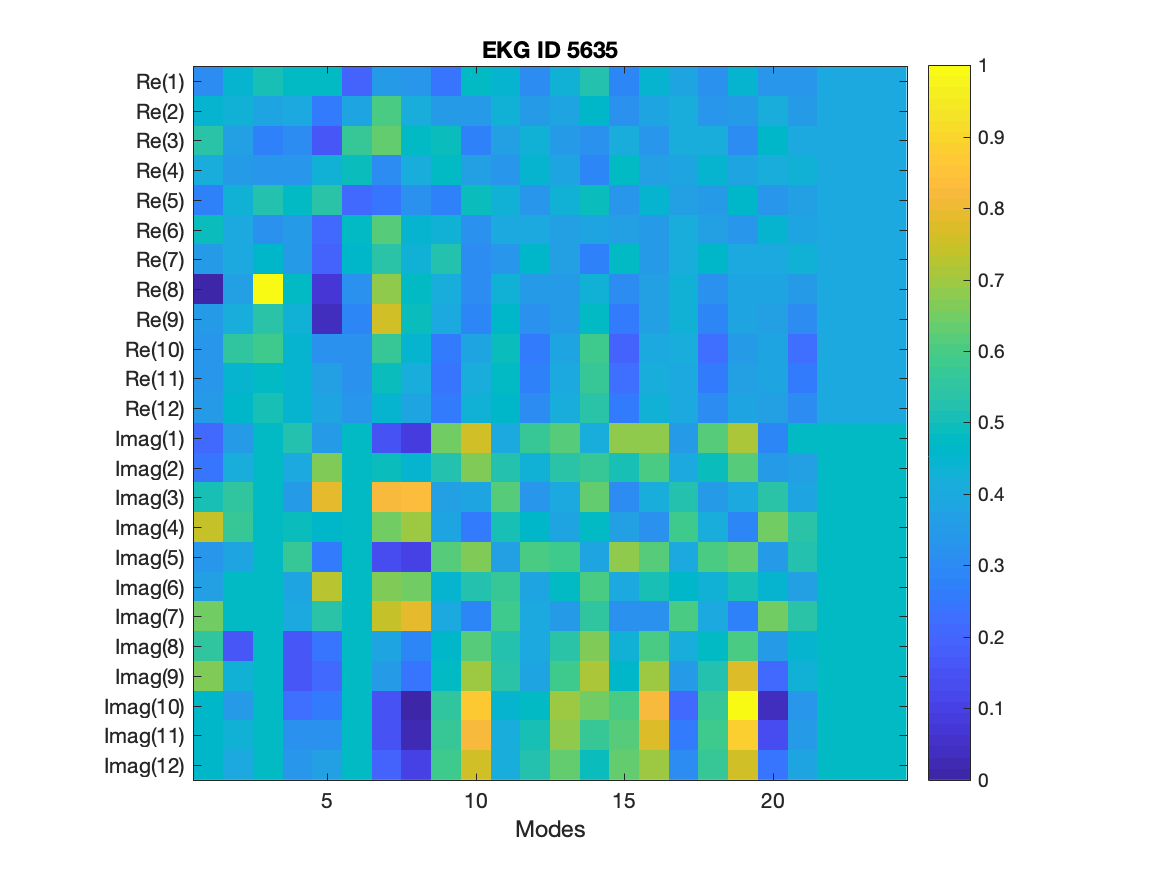 EKG ID 5635
Re(1)
Re(2)
Re(3)
Re(4)
Re(5)
Re(6)
Re(7)
Re(8)
Re(9)
Re(10)
Re(11)
Re(12)
Imag(1)
Imag(2)
Imag(3)
Imag(4)
Imag(5)
Imag(6)
Imag(7)
Imag(8)
Imag(9)
Imag(10)
Imag(11)
Imag(12)
5 10 15 20
Modes
1
0.9
0.8
0.7
0.6
0.5
0.4
0.3
0.2
0.1
0